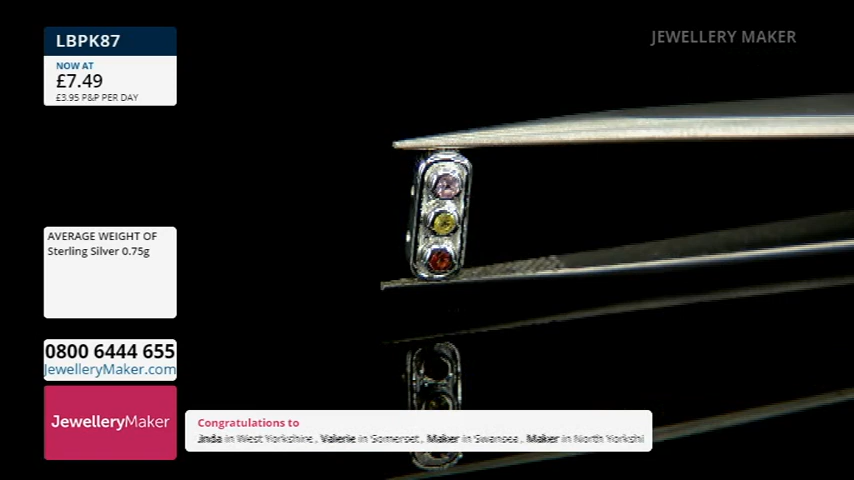 LBPK87
NOW AT
£7.49
£3.95 P&P PER DAY
JEWELLERY MAKER
AVERAGE WEIGHT OF
Sterling Silver 0.75g
0800 6444 655
JewelleryMaker.com
JewelleryMaker
Congratulations to
in West Yorkshire, Valerie in Somerset, Maker in Swansea, Maker in North Yorkshi